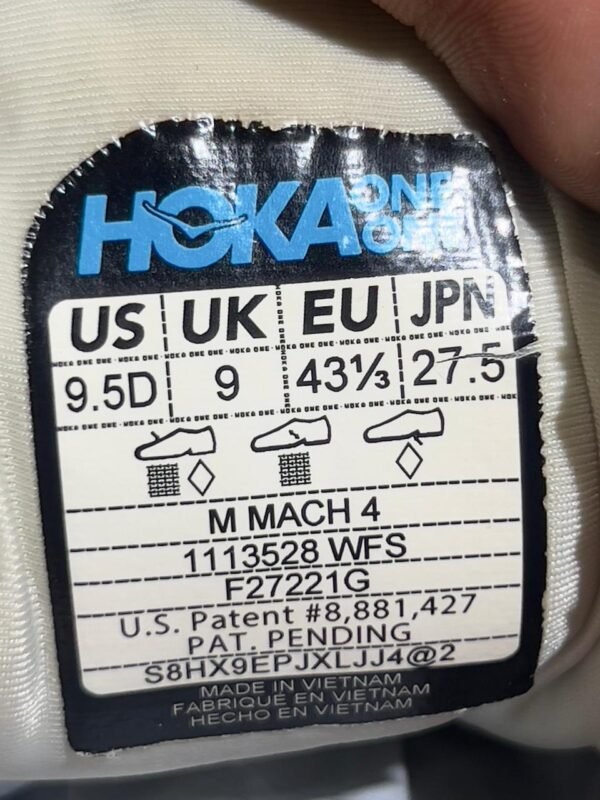 HOKA ONE ONE
US UK EU JPN
9.5D 9 43⅓ 27.5
M MACH 4
1113528 WFS
F27221G
U.S. Patent #8,881,427
PAT. PENDING
S8HX9EPJXLJJ4@2
MADE IN VIETNAM
FABRIQUÉ EN VIETNAM
HECHO EN VIETNAM